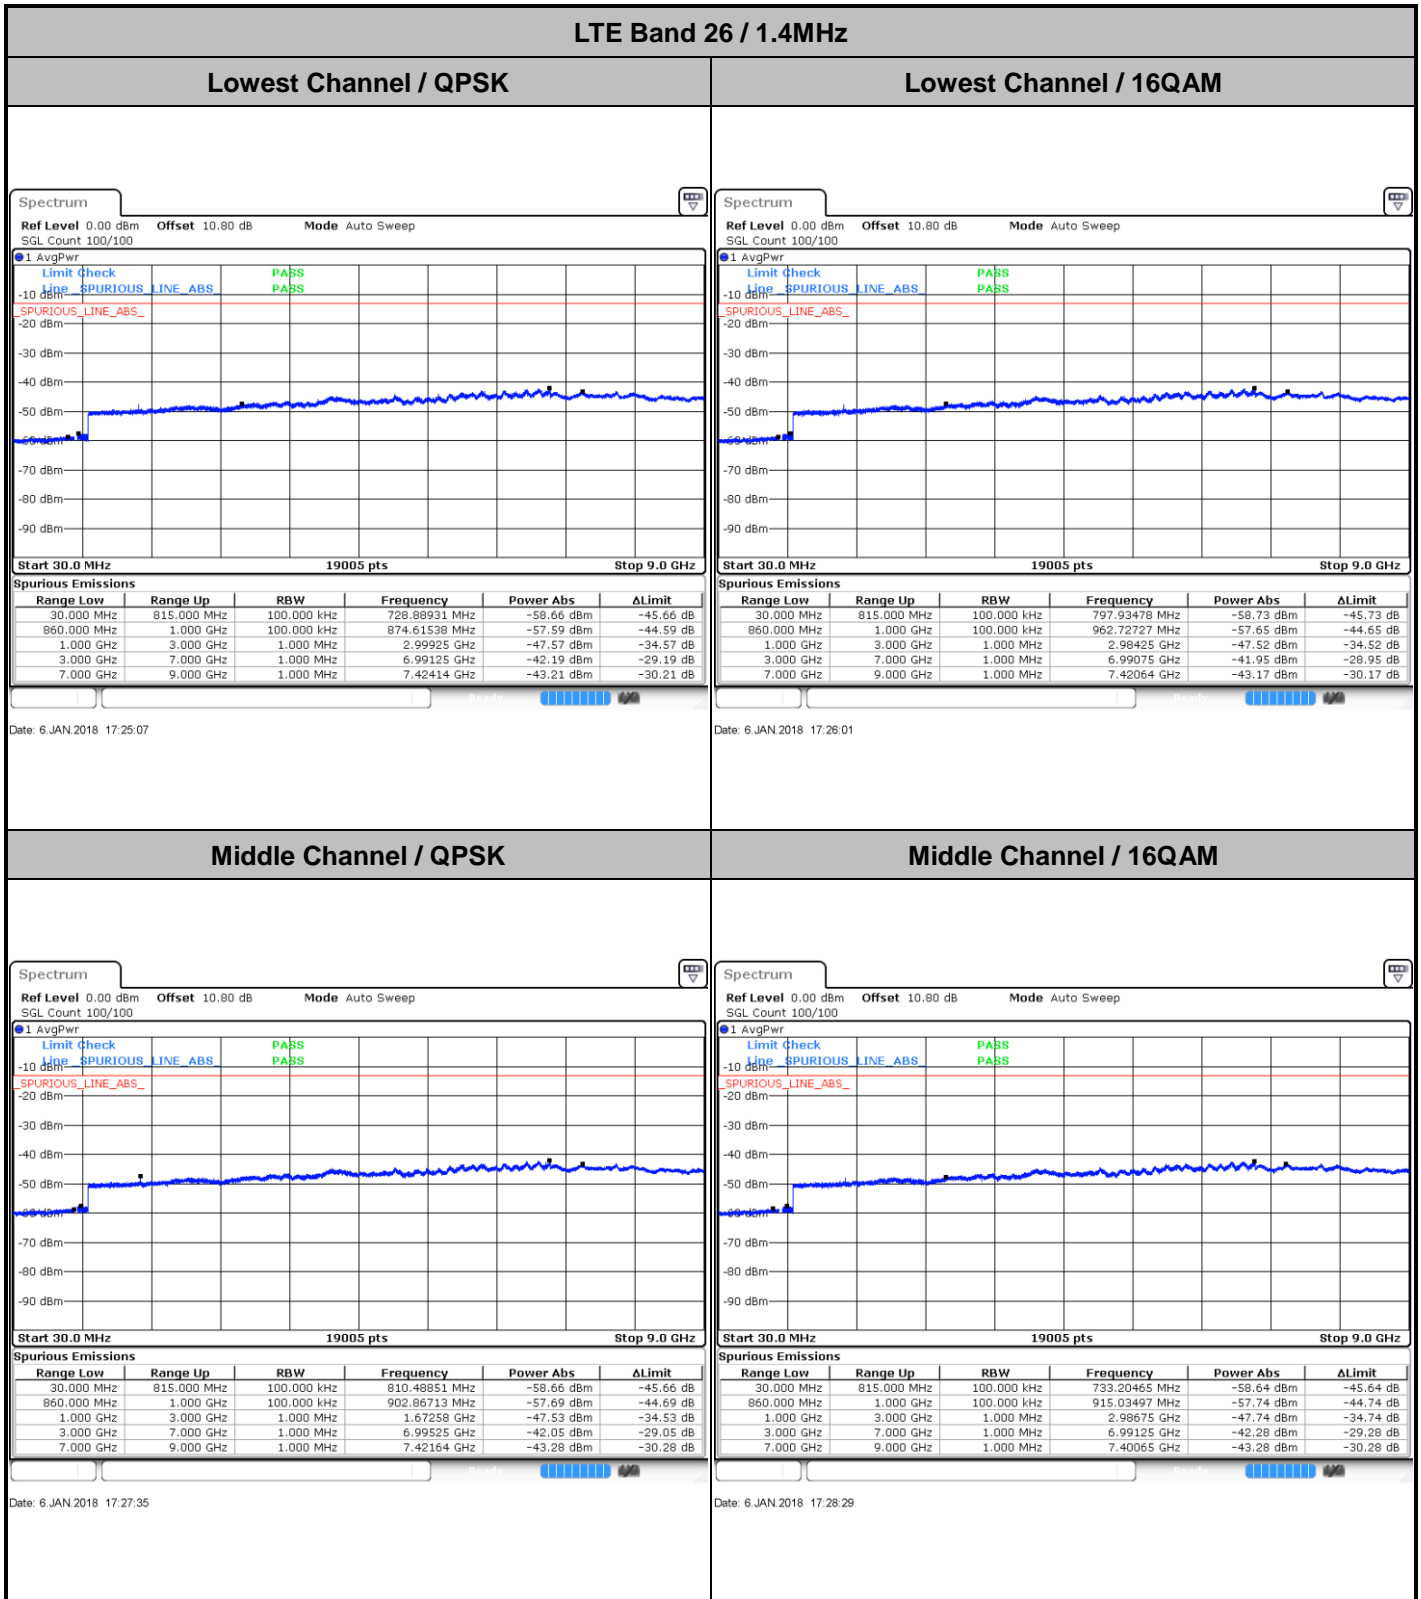 LTE Band 26 / 1.4MHz
Lowest Channel / QPSK
Lowest Channel / 16QAM
Spectrum
Ref Level 0.00 dBm Offset 10.80 dB Mode Auto Sweep
SGL Count 100/100
1 AvgPwr
Limit Check PASS
Line _SPURIOUS_LINE_ABS_ PASS
-10 dBm
_SPURIOUS_LINE_ABS_
-20 dBm
-30 dBm
-40 dBm
-50 dBm
-60 dBm
-70 dBm
-80 dBm
-90 dBm
Start 30.0 MHz 19005 pts Stop 9.0 GHz
Spurious Emissions
Range Low Range Up RBW Frequency Power Abs ΔLimit
30.000 MHz 815.000 MHz 100.000 kHz 728.88931 MHz -58.66 dBm -45.66 dB
860.000 MHz 1.000 GHz 100.000 kHz 874.61538 MHz -57.59 dBm -44.59 dB
1.000 GHz 3.000 GHz 1.000 MHz 2.99925 GHz -47.57 dBm -34.57 dB
3.000 GHz 7.000 GHz 1.000 MHz 6.99125 GHz -42.19 dBm -29.19 dB
7.000 GHz 9.000 GHz 1.000 MHz 7.42414 GHz -43.21 dBm -30.21 dB
Ready
Date: 6.JAN.2018 17:25:07
Spectrum
Ref Level 0.00 dBm Offset 10.80 dB Mode Auto Sweep
SGL Count 100/100
1 AvgPwr
Limit Check PASS
Line _SPURIOUS_LINE_ABS_ PASS
-10 dBm
_SPURIOUS_LINE_ABS_
-20 dBm
-30 dBm
-40 dBm
-50 dBm
-60 dBm
-70 dBm
-80 dBm
-90 dBm
Start 30.0 MHz 19005 pts Stop 9.0 GHz
Spurious Emissions
Range Low Range Up RBW Frequency Power Abs ΔLimit
30.000 MHz 815.000 MHz 100.000 kHz 797.93478 MHz -58.73 dBm -45.73 dB
860.000 MHz 1.000 GHz 100.000 kHz 962.72727 MHz -57.65 dBm -44.65 dB
1.000 GHz 3.000 GHz 1.000 MHz 2.98425 GHz -47.52 dBm -34.52 dB
3.000 GHz 7.000 GHz 1.000 MHz 6.99075 GHz -41.95 dBm -28.95 dB
7.000 GHz 9.000 GHz 1.000 MHz 7.42064 GHz -43.17 dBm -30.17 dB
Ready
Date: 6.JAN.2018 17:26:01
Middle Channel / QPSK
Middle Channel / 16QAM
Spectrum
Ref Level 0.00 dBm Offset 10.80 dB Mode Auto Sweep
SGL Count 100/100
1 AvgPwr
Limit Check PASS
Line _SPURIOUS_LINE_ABS_ PASS
-10 dBm
_SPURIOUS_LINE_ABS_
-20 dBm
-30 dBm
-40 dBm
-50 dBm
-60 dBm
-70 dBm
-80 dBm
-90 dBm
Start 30.0 MHz 19005 pts Stop 9.0 GHz
Spurious Emissions
Range Low Range Up RBW Frequency Power Abs ΔLimit
30.000 MHz 815.000 MHz 100.000 kHz 810.48851 MHz -58.66 dBm -45.66 dB
860.000 MHz 1.000 GHz 100.000 kHz 902.86713 MHz -57.69 dBm -44.69 dB
1.000 GHz 3.000 GHz 1.000 MHz 1.67258 GHz -47.53 dBm -34.53 dB
3.000 GHz 7.000 GHz 1.000 MHz 6.99525 GHz -42.05 dBm -29.05 dB
7.000 GHz 9.000 GHz 1.000 MHz 7.42164 GHz -43.28 dBm -30.28 dB
Ready
Date: 6.JAN.2018 17:27:35
Spectrum
Ref Level 0.00 dBm Offset 10.80 dB Mode Auto Sweep
SGL Count 100/100
1 AvgPwr
Limit Check PASS
Line _SPURIOUS_LINE_ABS_ PASS
-10 dBm
_SPURIOUS_LINE_ABS_
-20 dBm
-30 dBm
-40 dBm
-50 dBm
-60 dBm
-70 dBm
-80 dBm
-90 dBm
Start 30.0 MHz 19005 pts Stop 9.0 GHz
Spurious Emissions
Range Low Range Up RBW Frequency Power Abs ΔLimit
30.000 MHz 815.000 MHz 100.000 kHz 733.20465 MHz -58.64 dBm -45.64 dB
860.000 MHz 1.000 GHz 100.000 kHz 915.03497 MHz -57.74 dBm -44.74 dB
1.000 GHz 3.000 GHz 1.000 MHz 2.98675 GHz -47.74 dBm -34.74 dB
3.000 GHz 7.000 GHz 1.000 MHz 6.99125 GHz -42.28 dBm -29.28 dB
7.000 GHz 9.000 GHz 1.000 MHz 7.40065 GHz -43.28 dBm -30.28 dB
Ready
Date: 6.JAN.2018 17:28:29